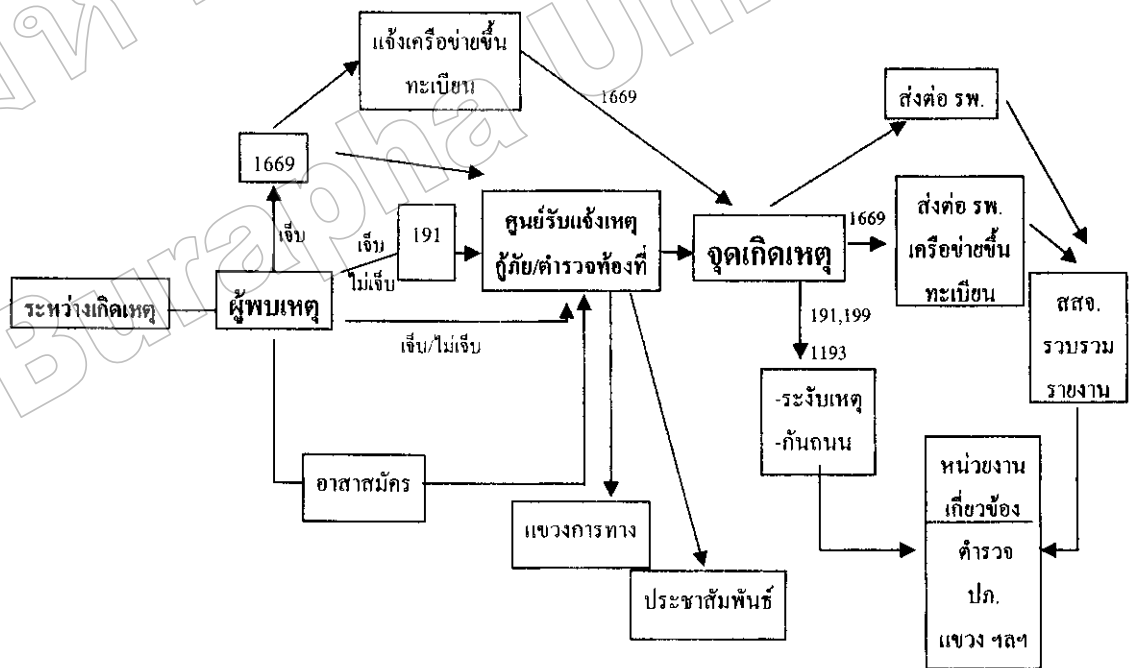 แจ้งเครือข่ายขึ้น
ทะเบียน
1669
ส่งต่อ รพ.
1669
เจ็บ
191
เจ็บ
ไม่เจ็บ
ศูนย์รับแจ้งเหตุ
กู้ภัย/ตำรวจท้องที่
จุดเกิดเหตุ
1669
ส่งต่อ รพ.
เครือข่ายขึ้น
ทะเบียน
ระหว่างเกิดเหตุ
ผู้พบเหตุ
เจ็บ/ไม่เจ็บ
191,199
1193
สสจ.
รวบรวม
รายงาน
-ระงับเหตุ
-กันถนน
อาสาสมัคร
แขวงการทาง
ประชาสัมพันธ์
หน่วยงาน
เกี่ยวข้อง
ตำรวจ
ปภ.
แขวง ฯลฯ
Burapha Un